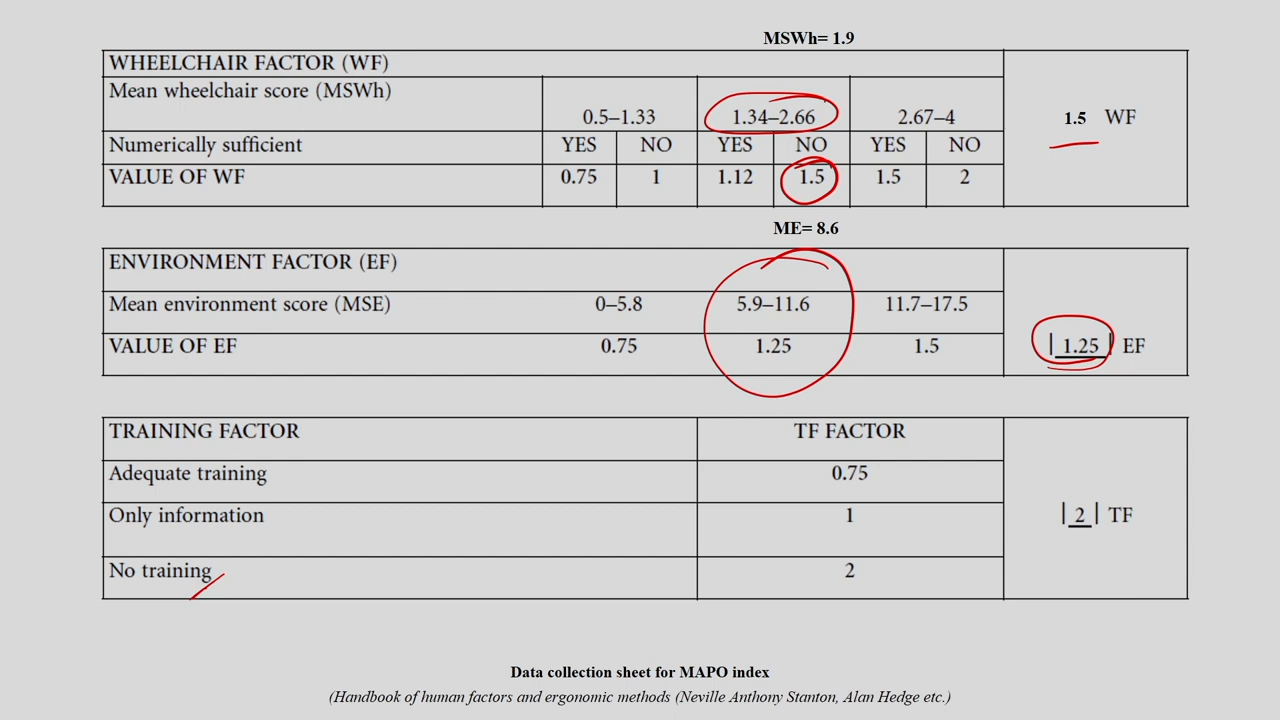 MSWh= 1.9
WHEELCHAIR FACTOR (WF)
Mean wheelchair score (MSWh)
0.5–1.33 1.34–2.66 2.67–4
1.5 WF
Numerically sufficient YES NO YES NO YES NO
VALUE OF WF 0.75 1 1.12 1.5 1.5 2
ME= 8.6
ENVIRONMENT FACTOR (EF)
Mean environment score (MSE) 0–5.8 5.9–11.6 11.7–17.5
VALUE OF EF 0.75 1.25 1.5 |1.25| EF
TRAINING FACTOR TF FACTOR
Adequate training 0.75
Only information 1 |2| TF
No training 2
Data collection sheet for MAPO index
(Handbook of human factors and ergonomic methods (Neville Anthony Stanton, Alan Hedge etc.)